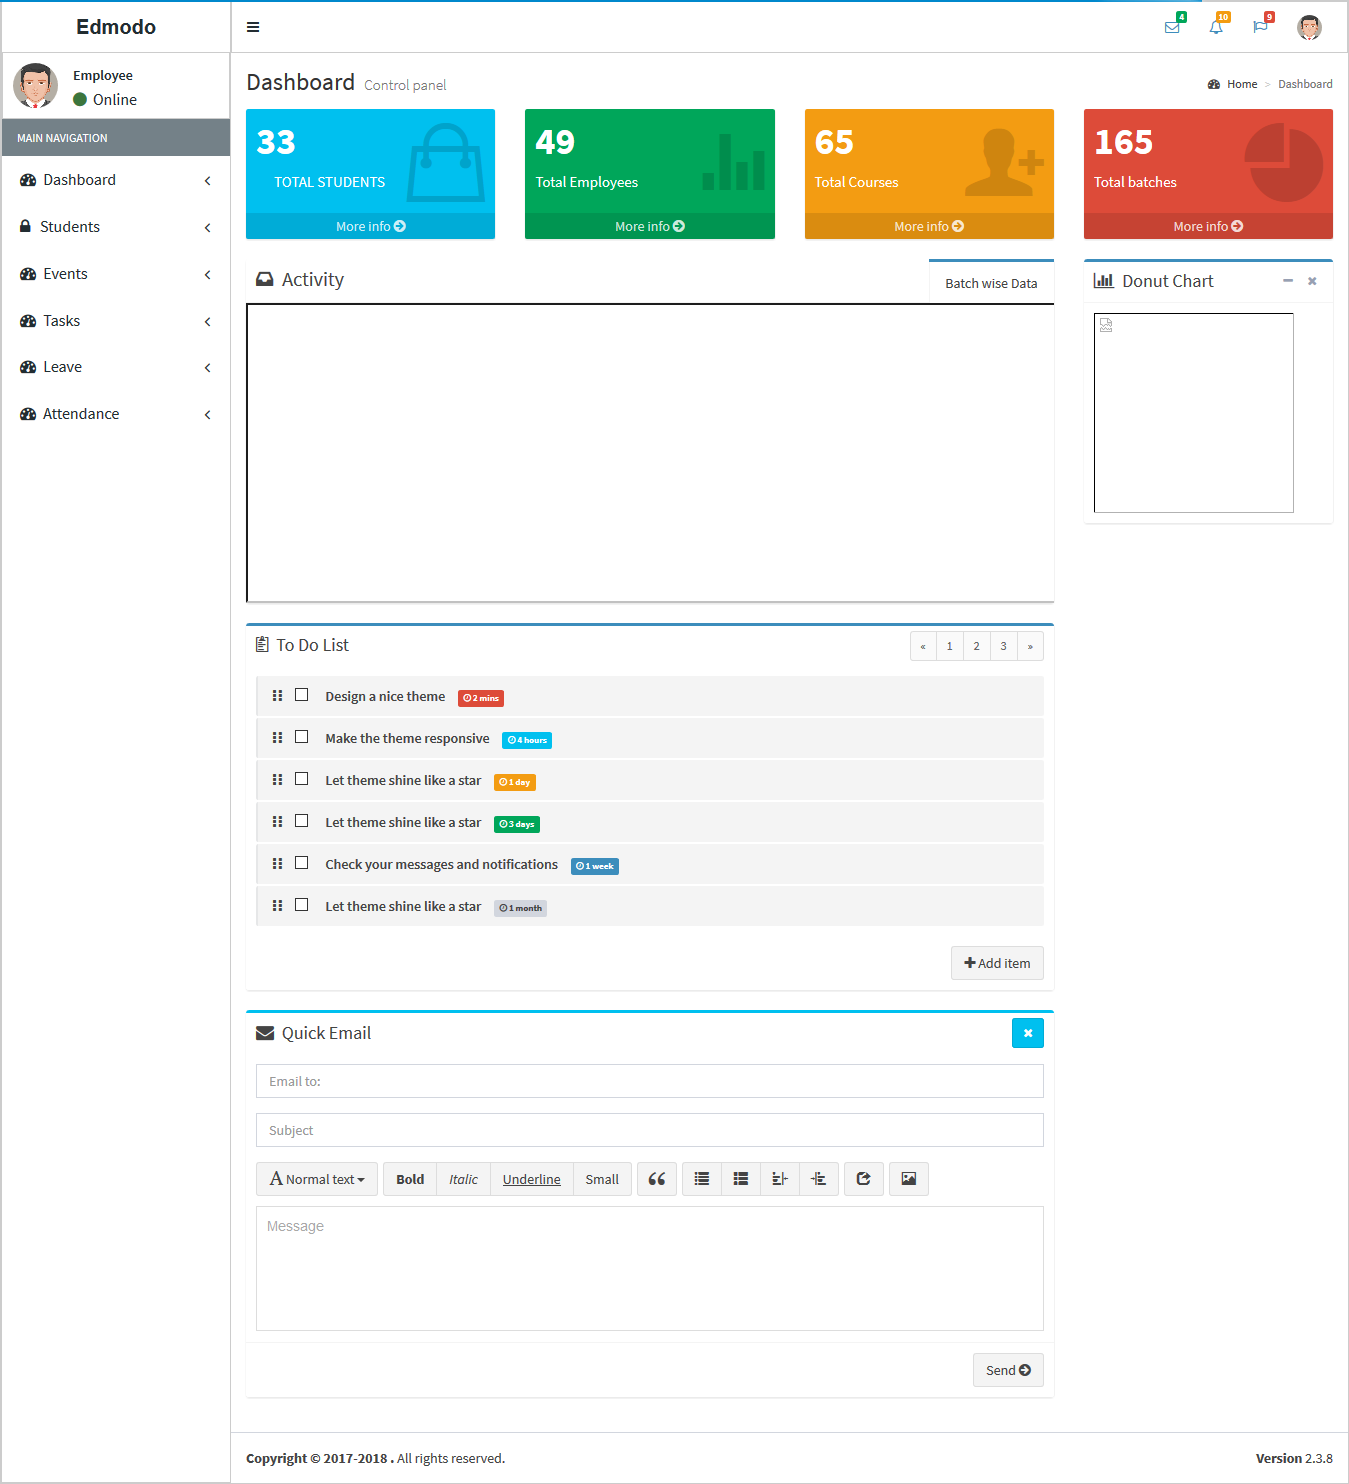 Edmodo
4
10
9
Employee
Online
MAIN NAVIGATION
Dashboard
Students
Events
Tasks
Leave
Attendance
Dashboard Control panel
Home > Dashboard
33
TOTAL STUDENTS
More info
49
Total Employees
More info
65
Total Courses
More info
165
Total batches
More info
Activity
Batch wise Data
Donut Chart
To Do List
« 1 2 3 »
Design a nice theme 2 mins
Make the theme responsive 4 hours
Let theme shine like a star 1 day
Let theme shine like a star 3 days
Check your messages and notifications 1 week
Let theme shine like a star 1 month
Add item
Quick Email
Email to:
Subject
A Normal text Bold Italic Underline Small
Message
Send
Copyright © 2017-2018 . All rights reserved.
Version 2.3.8